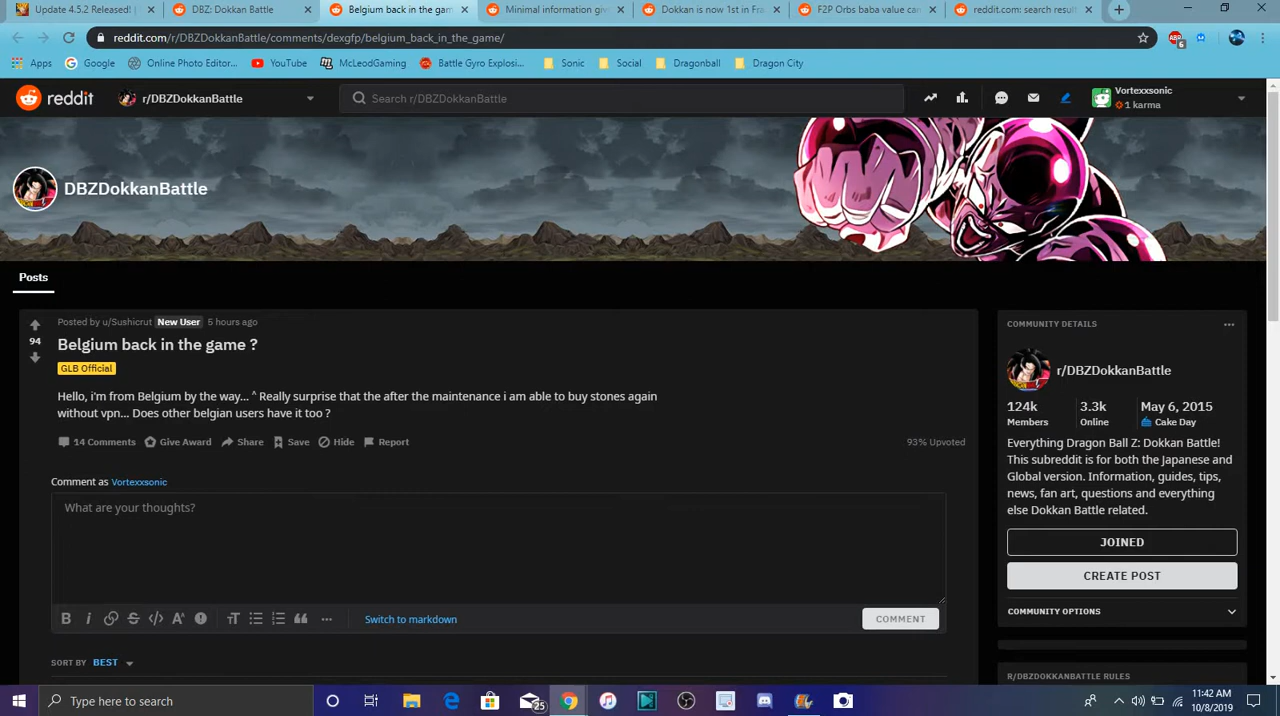 Update 4.5.2 Released!
DBZ: Dokkan Battle
Belgium back in the game
Minimal information giv
Dokkan is now 1st in Fra
F2P Orbs baba value can
reddit.com: search result
reddit.com/r/DBZDokkanBattle/comments/dexgfp/belgium_back_in_the_game/
6
Apps Google Online Photo Editor... YouTube McLeodGaming Battle Gyro Explosi... Sonic Social Dragonball Dragon City
reddit r/DBZDokkanBattle Search r/DBZDokkanBattle Vortexxsonic
1 karma
DBZDokkanBattle
Posts
Posted by u/Sushicrut New User 5 hours ago
94
Belgium back in the game ?
GLB Official
Hello, i'm from Belgium by the way... ^ Really surprise that the after the maintenance i am able to buy stones again
without vpn... Does other belgian users have it too ?
14 Comments Give Award Share Save Hide Report 93% Upvoted
Comment as Vortexxsonic
What are your thoughts?
Switch to markdown COMMENT
SORT BY BEST
COMMUNITY DETAILS
r/DBZDokkanBattle
124k 3.3k May 6, 2015
Members Online Cake Day
Everything Dragon Ball Z: Dokkan Battle!
This subreddit is for both the Japanese and
Global version. Information, guides, tips,
news, fan art, questions and everything
else Dokkan Battle related.
JOINED
CREATE POST
COMMUNITY OPTIONS
R/DBZDOKKANBATTLE RULES
Type here to search
25
11:42 AM
10/8/2019